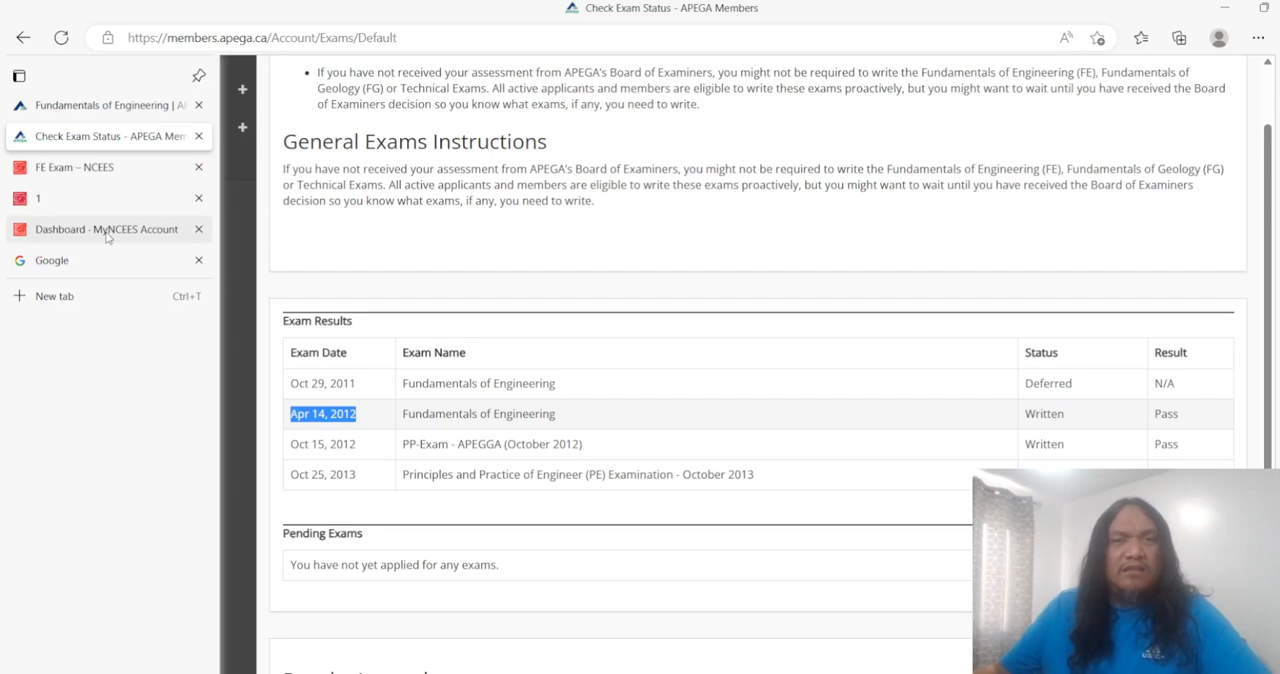 Check Exam Status - APEGA Members
https://members.apega.ca/Account/Exams/Default
Fundamentals of Engineering | Al
Check Exam Status - APEGA Mem
FE Exam – NCEES
1
Dashboard - MyNCEES Account
Google
New tab Ctrl+T
• If you have not received your assessment from APEGA's Board of Examiners, you might not be required to write the Fundamentals of Engineering (FE), Fundamentals of
Geology (FG) or Technical Exams. All active applicants and members are eligible to write these exams proactively, but you might want to wait until you have received the Board
of Examiners decision so you know what exams, if any, you need to write.
General Exams Instructions
If you have not received your assessment from APEGA's Board of Examiners, you might not be required to write the Fundamentals of Engineering (FE), Fundamentals of Geology (FG)
or Technical Exams. All active applicants and members are eligible to write these exams proactively, but you might want to wait until you have received the Board of Examiners
decision so you know what exams, if any, you need to write.
Exam Results
Exam Date Exam Name Status Result
Oct 29, 2011 Fundamentals of Engineering Deferred N/A
Apr 14, 2012 Fundamentals of Engineering Written Pass
Oct 15, 2012 PP-Exam - APEGGA (October 2012) Written Pass
Oct 25, 2013 Principles and Practice of Engineer (PE) Examination - October 2013
Pending Exams
You have not yet applied for any exams.